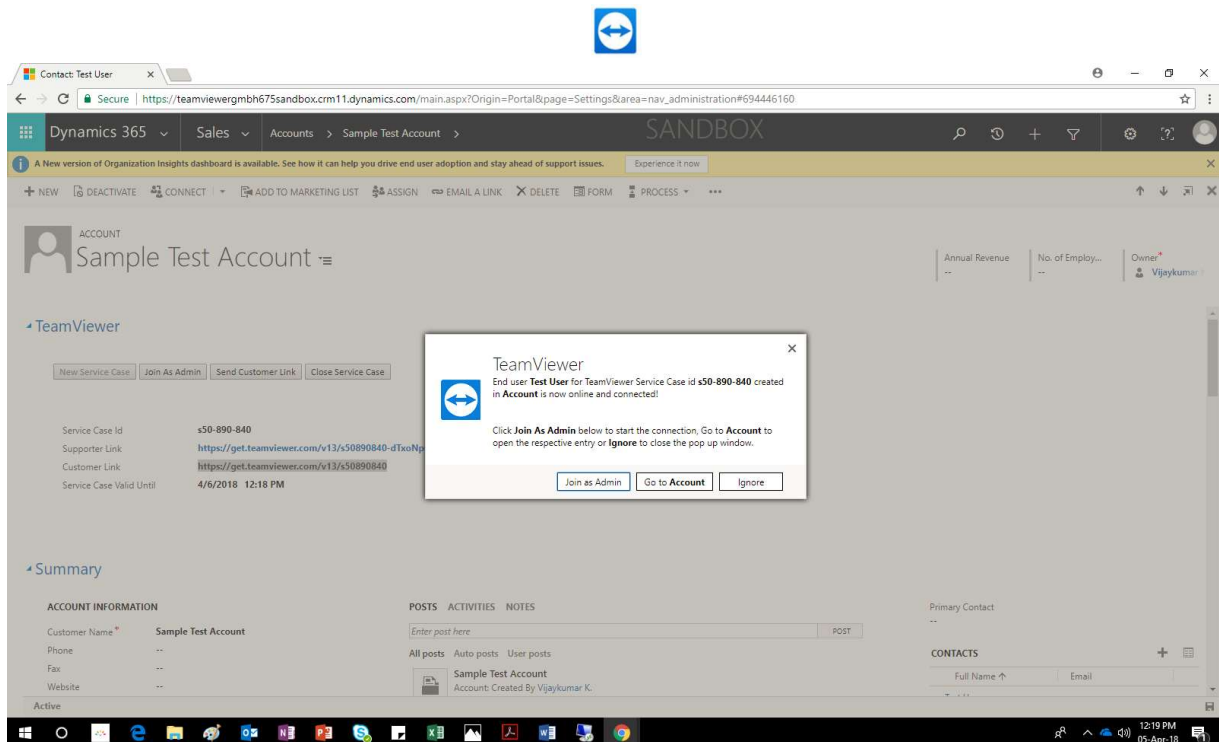 Contact: Test User
Secure | https://teamviewergmbh675sandbox.crm11.dynamics.com/main.aspx?Origin=Portal&page=Settings&area=nav_administration#694446160
Dynamics 365 Sales Accounts > Sample Test Account > SANDBOX
A New version of Organization Insights dashboard is available. See how it can help you drive end user adoption and stay ahead of support issues. Experience it now
NEW DEACTIVATE CONNECT ADD TO MARKETING LIST ASSIGN EMAIL A LINK DELETE FORM PROCESS
ACCOUNT
Sample Test Account
Annual Revenue No. of Employ... Owner*
-- -- Vijaykumar
TeamViewer
New Service Case Join As Admin Send Customer Link Close Service Case
Service Case Id s50-890-840
Supporter Link https://get.teamviewer.com/v13/s50890840-dTxoNp
Customer Link https://get.teamviewer.com/v13/s50890840
Service Case Valid Until 4/6/2018 12:18 PM
TeamViewer
End user Test User for TeamViewer Service Case id s50-890-840 created
in Account is now online and connected!
Click Join As Admin below to start the connection, Go to Account to
open the respective entry or Ignore to close the pop up window.
Join as Admin Go to Account Ignore
Summary
ACCOUNT INFORMATION
Customer Name* Sample Test Account
Phone --
Fax --
Website --
POSTS ACTIVITIES NOTES
Enter post here POST
All posts Auto posts User posts
Sample Test Account
Account: Created By Vijaykumar K.
Primary Contact
--
CONTACTS
Full Name Email
Active
12:19 PM
05-Apr-18